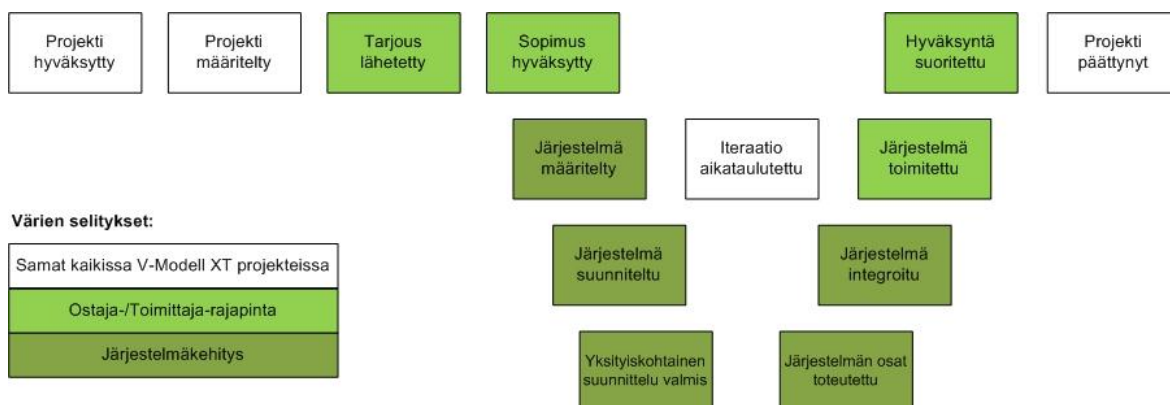 Projekti
hyväksytty
Projekti
määritelty
Tarjous
lähetetty
Sopimus
hyväksytty
Hyväksyntä
suoritettu
Projekti
päättynyt
Järjestelmä
määritelty
Iteraatio
aikataulutettu
Järjestelmä
toimitettu
Värien selitykset:
Samat kaikissa V-Modell XT projekteissa
Ostaja-/Toimittaja-rajapinta
Järjestelmäkehitys
Järjestelmä
suunniteltu
Järjestelmä
integroitu
Yksityiskohtainen
suunnittelu valmis
Järjestelmän osat
toteutettu